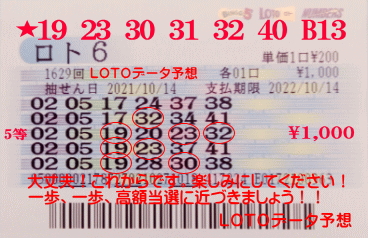 ★19 23 30 31 32 40 B13
ロト6
単価1口¥200
1629回 LOTOデータ予想 各01口 ¥1,000
抽せん日 2021/10/14 支払期限 2022/10/14
02 05 17 24 37 38
02 05 17 32 34 41
5等 02 05 19 20 23 32 ¥1,000
02 05 19 23 37 41
02 05 19 28 30 38
大丈夫！これからです！楽しみにしてください！
一歩、一歩、高額当選に近づきましょう！！
LOTOデータ予想